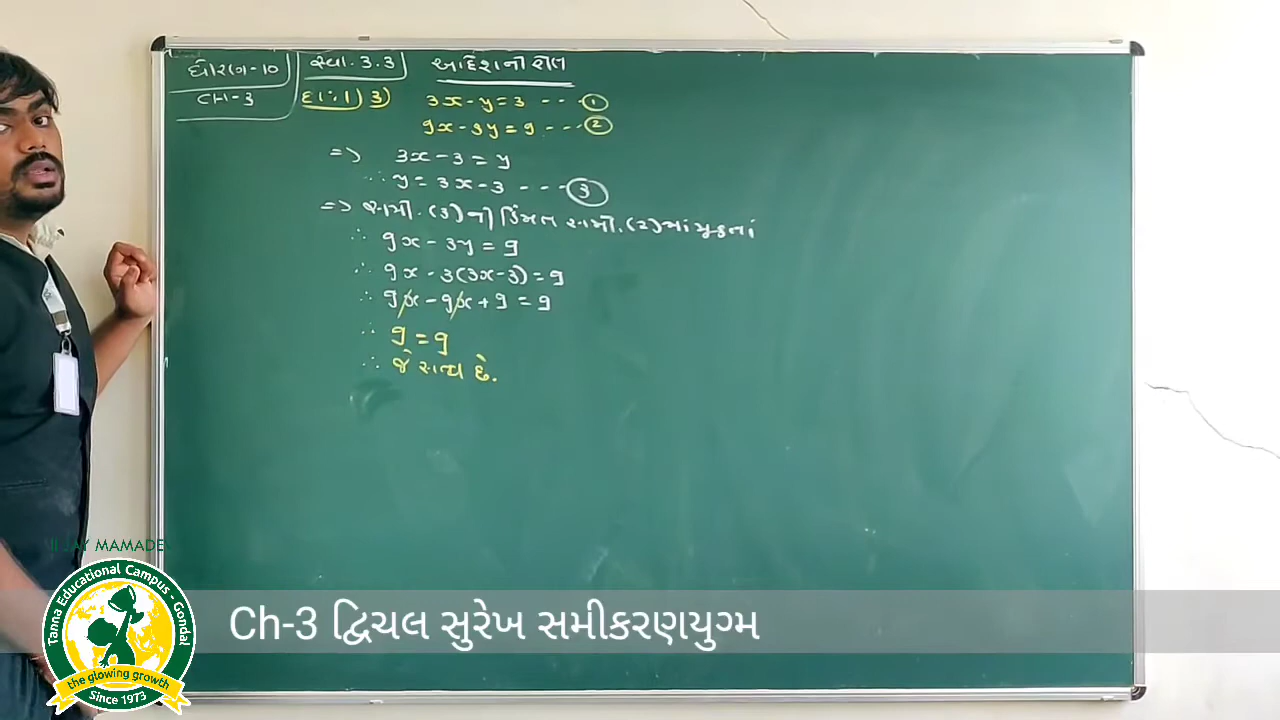 ધોરણ-10
CH-3
સ્વા. 3.3
આદેશની રીત
દા.:1) 3)
3x - y = 3 --- ①
9x - 3y = 9 --- ②
=> 3x - 3 = y
∴ y = 3x - 3 --- ③
=> સમી. (3) ની કિંમત સમી. (2) માં મુકતાં
∴ 9x - 3y = 9
∴ 9x - 3(3x - 3) = 9
∴ 9x - 9x + 9 = 9
∴ 9 = 9
∴ જે સત્ય છે.
|| JAY MAMADEV
Tanna Educational Campus - Gondal
the glowing growth
Since 1973
Ch-3 દ્વિચલ સુરેખ સમીકરણયુગ્મ